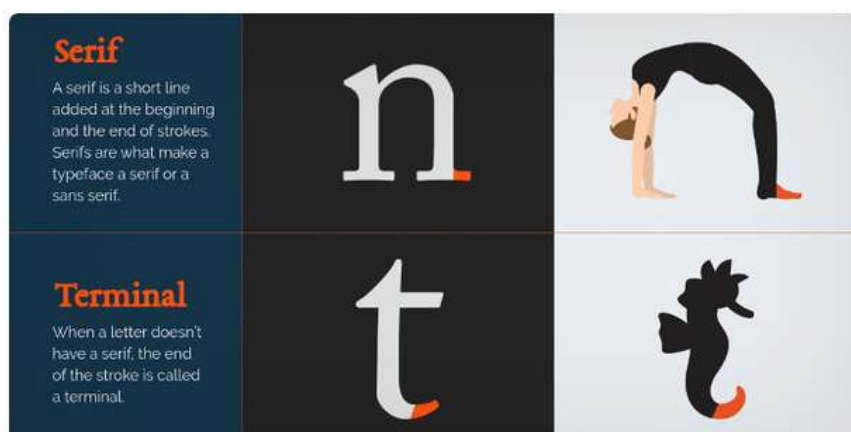 Serif
A serif is a short line
added at the beginning
and the end of strokes.
Serifs are what make a
typeface a serif or a
sans serif.
n
Terminal
When a letter doesn't
have a serif, the end
of the stroke is called
a terminal.
t